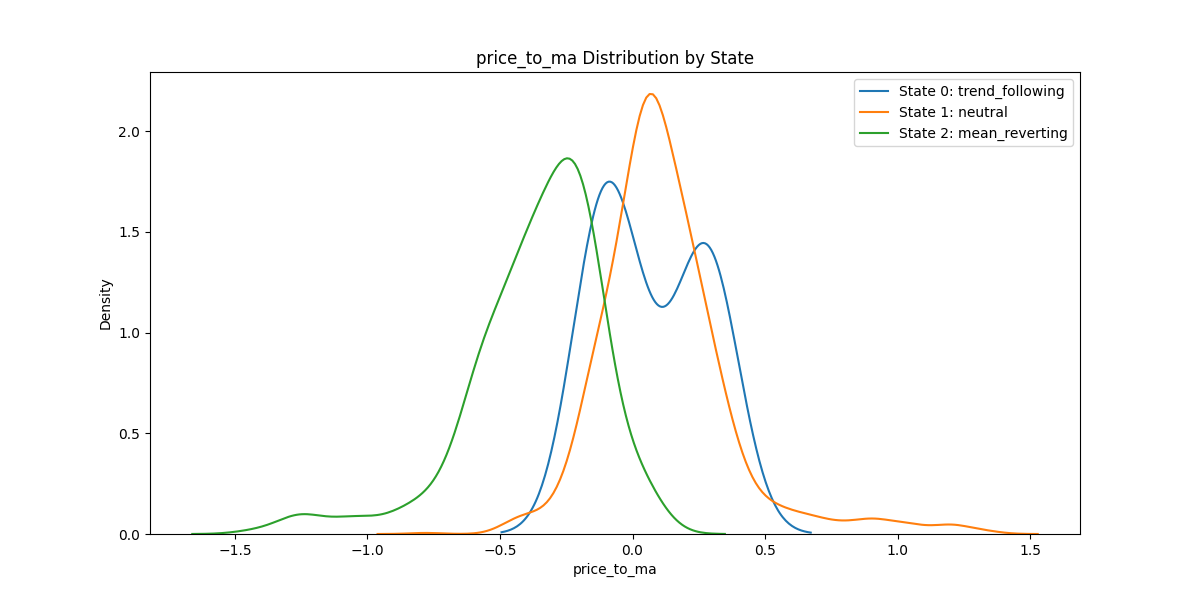 price_to_ma Distribution by State
State 0: trend_following
State 1: neutral
State 2: mean_reverting
Density
2.0
1.5
1.0
0.5
0.0
−1.5
−1.0
−0.5
0.0
0.5
1.0
1.5
price_to_ma